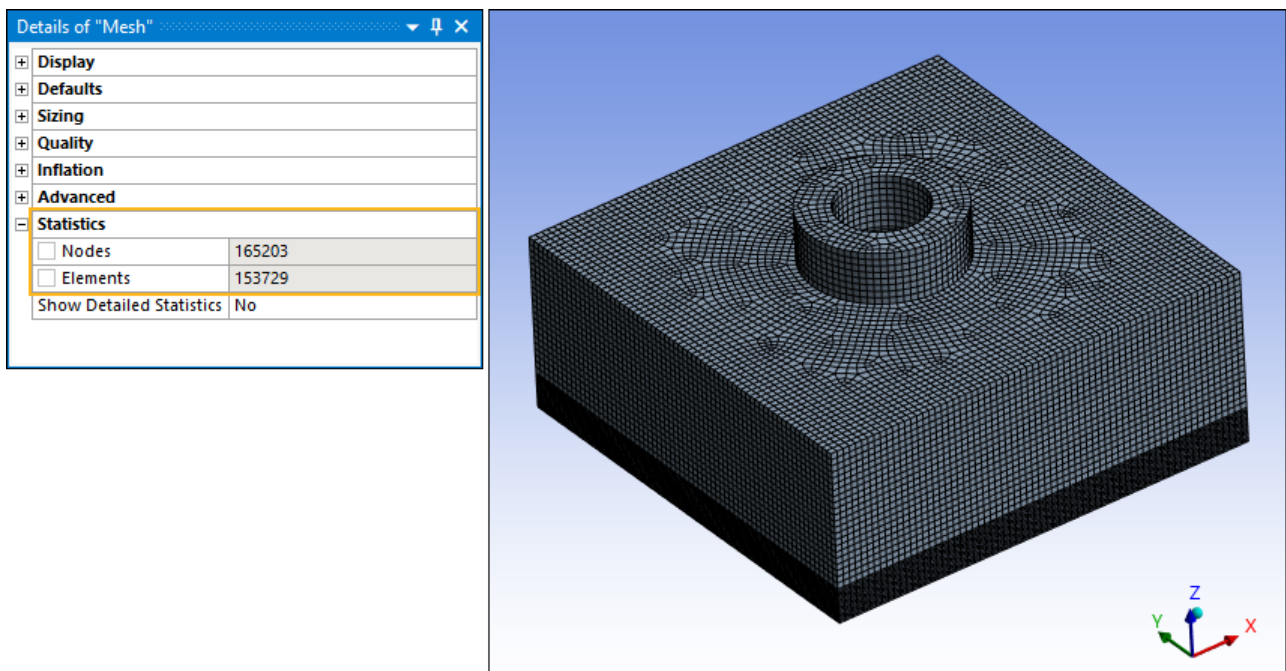 Details of "Mesh"
Display
Defaults
Sizing
Quality
Inflation
Advanced
Statistics
Nodes 165203
Elements 153729
Show Detailed Statistics No
Z
Y
X